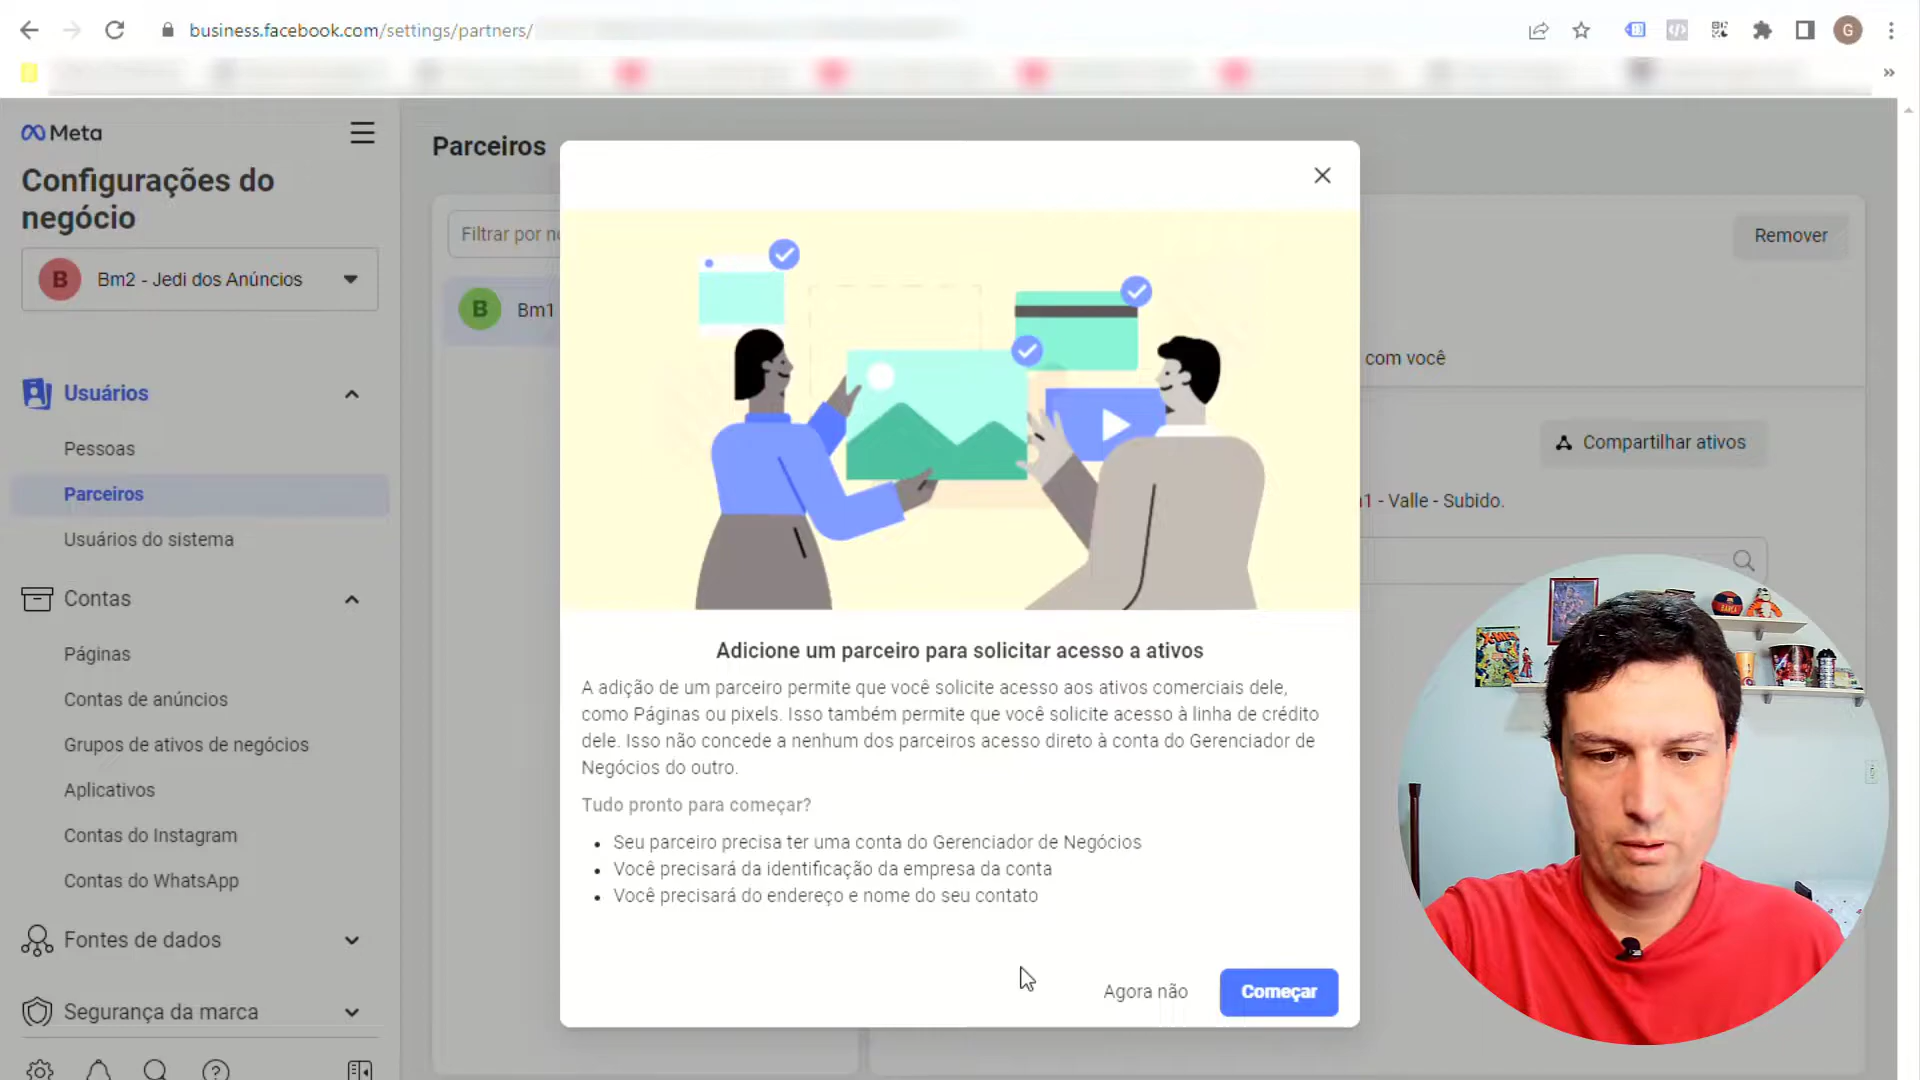 business.facebook.com/settings/partners/
G
Meta
Configurações do
negócio
B Bm2 - Jedi dos Anúncios
Usuários
Pessoas
Parceiros
Usuários do sistema
Contas
Páginas
Contas de anúncios
Grupos de ativos de negócios
Aplicativos
Contas do Instagram
Contas do WhatsApp
Fontes de dados
Segurança da marca
Parceiros
Filtrar por no
B Bm1
Remover
com você
Compartilhar ativos
1 - Valle - Subido.
Adicione um parceiro para solicitar acesso a ativos
A adição de um parceiro permite que você solicite acesso aos ativos comerciais dele,
como Páginas ou pixels. Isso também permite que você solicite acesso à linha de crédito
dele. Isso não concede a nenhum dos parceiros acesso direto à conta do Gerenciador de
Negócios do outro.
Tudo pronto para começar?
• Seu parceiro precisa ter uma conta do Gerenciador de Negócios
• Você precisará da identificação da empresa da conta
• Você precisará do endereço e nome do seu contato
Agora não
Começar
X-MEN